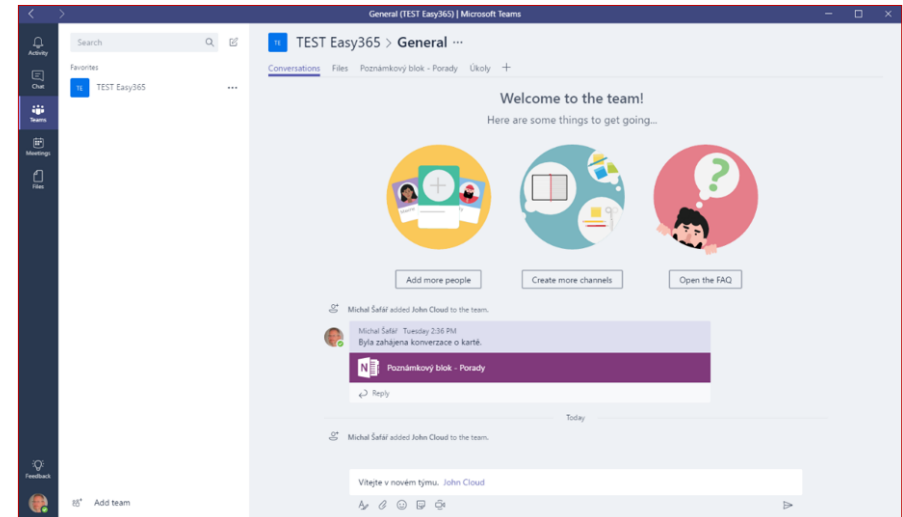 General (TEST Easy365) | Microsoft Teams
Activity
Chat
Teams
Meetings
Files
Feedback
Search
Favorites
TE TEST Easy365
Add team
TE TEST Easy365 > General
Conversations Files Poznámkový blok - Porady Úkoly
Welcome to the team!
Here are some things to get going...
Add more people Create more channels Open the FAQ
Michal Šafář added John Cloud to the team.
Michal Šafář Tuesday 2:36 PM
Byla zahájena konverzace o kartě.
N Poznámkový blok - Porady
Reply
Today
Michal Šafář added John Cloud to the team.
Vítejte v novém týmu, John Cloud